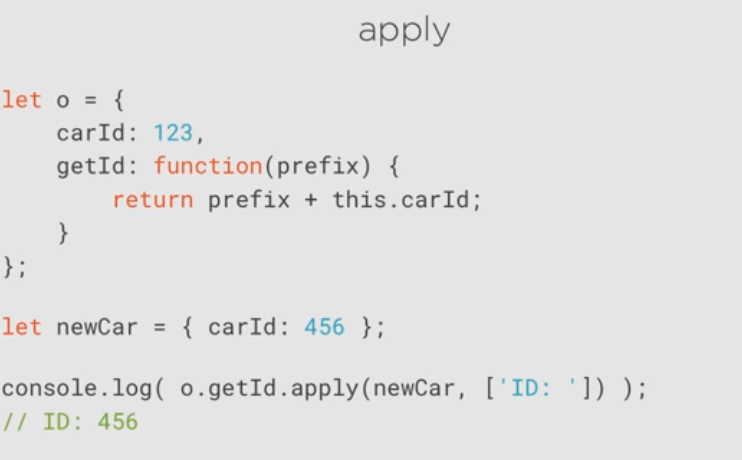 apply
let o = {
    carId: 123,
    getId: function(prefix) {
        return prefix + this.carId;
    }
};
let newCar = { carId: 456 };
console.log( o.getId.apply(newCar, ['ID: ']) );
// ID: 456